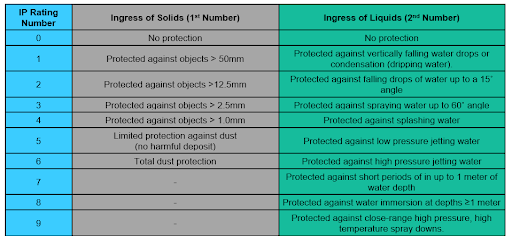 IP Rating Number Ingress of Solids (1st Number) Ingress of Liquids (2nd Number)
0 No protection No protection
1 Protected against objects > 50mm Protected against vertically falling water drops or condensation (dripping water).
2 Protected against objects >12.5mm Protected against falling drops of water up to a 15˚ angle
3 Protected against objects > 2.5mm Protected against spraying water up to 60˚ angle
4 Protected against objects > 1.0mm Protected against splashing water
5 Limited protection against dust (no harmful deposit) Protected against low pressure jetting water
6 Total dust protection Protected against high pressure jetting water
7 - Protected against short periods of in up to 1 meter of water depth
8 - Protected against water immersion at depths ≥1 meter
9 - Protected against close-range high pressure, high temperature spray downs.